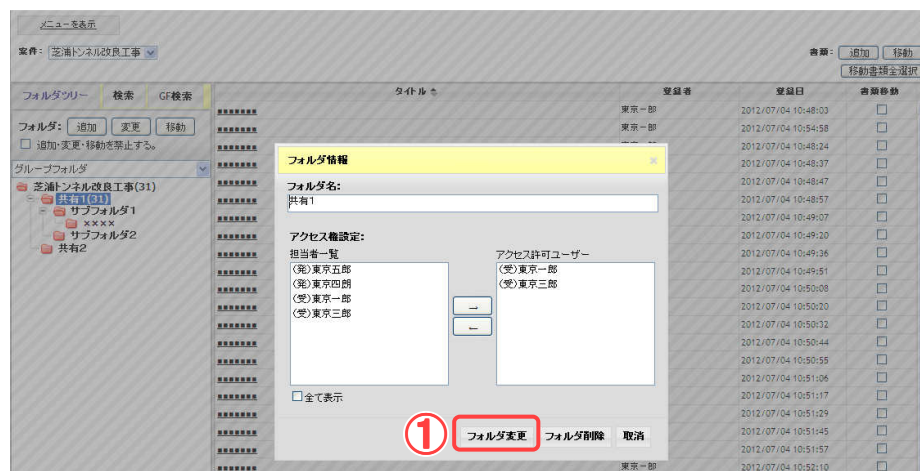 メニューを表示
案件: 芝浦トンネル改良工事
書類: 追加 移動
移動書類全選択
フォルダツリー 検索 GF検索
フォルダ: 追加 変更 移動
追加・変更・移動を禁止する。
グループフォルダ
芝浦トンネル改良工事(31)
共有1(31)
サブフォルダ1
××××
サブフォルダ2
共有2
タイトル 登録者 登録日 書類移動
東京一郎 2012/07/04 10:48:03
東京一郎 2012/07/04 10:54:58
2012/07/04 10:48:24
2012/07/04 10:48:37
2012/07/04 10:48:47
2012/07/04 10:48:57
2012/07/04 10:49:07
2012/07/04 10:49:20
2012/07/04 10:49:36
2012/07/04 10:49:51
2012/07/04 10:50:08
2012/07/04 10:50:20
2012/07/04 10:50:32
2012/07/04 10:50:44
2012/07/04 10:50:55
2012/07/04 10:51:06
2012/07/04 10:51:17
2012/07/04 10:51:29
2012/07/04 10:51:45
2012/07/04 10:51:57
東京一郎 2012/07/04 10:52:10
フォルダ情報 ×
フォルダ名:
共有1
アクセス権設定:
担当者一覧 アクセス許可ユーザー
(発)東京五郎 (受)東京一郎
(発)東京四朗 (受)東京三郎
(受)東京一郎
(受)東京三郎
→
←
全て表示
① フォルダ変更 フォルダ削除 取消